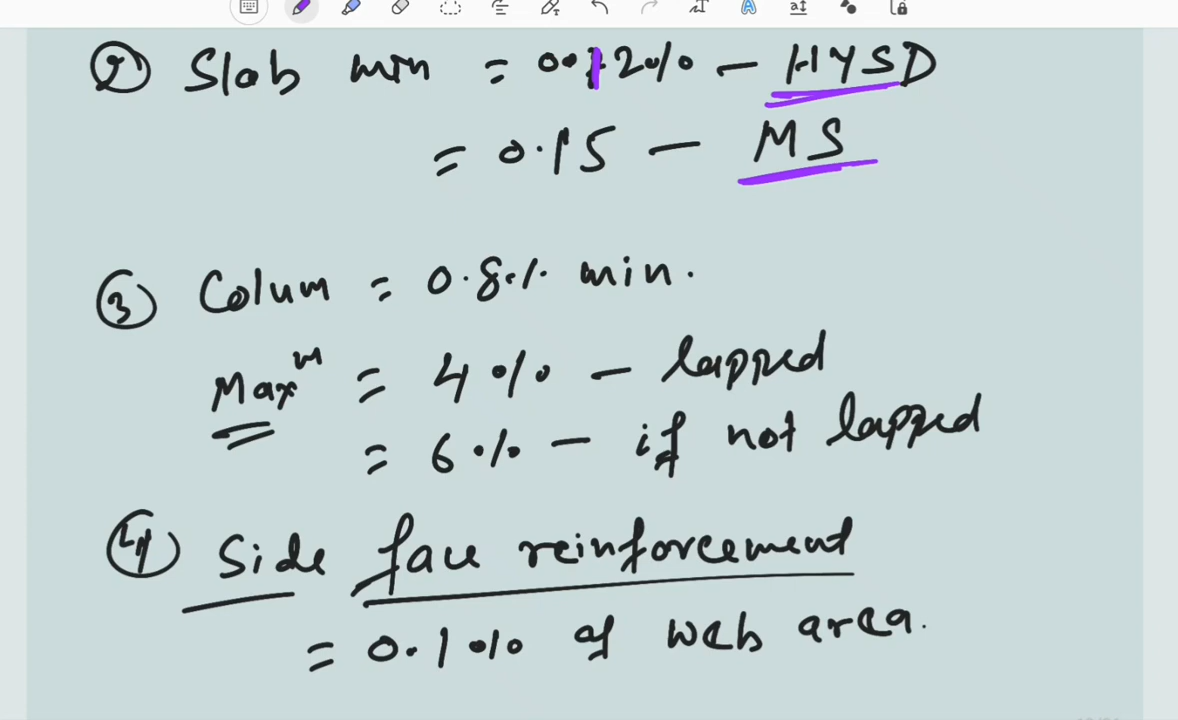 ② Slab min = 0.12% - HYSD
= 0.15 - MS
③ Colum = 0.8% min.
Maxᵐ = 4% - lapped
= 6% - if not lapped
④ Side face reinforcement
= 0.1% of web area.